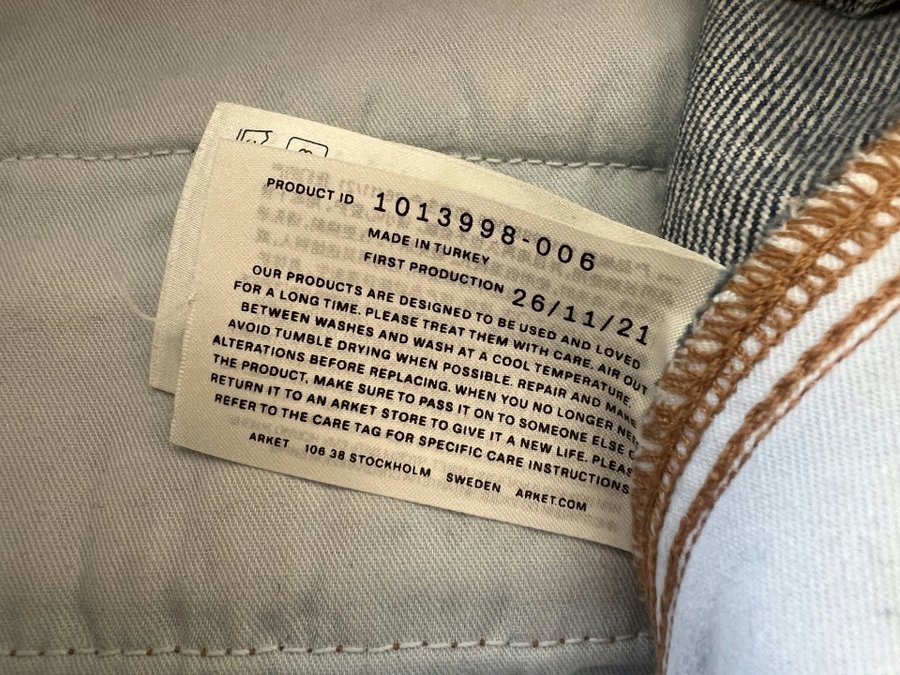 PRODUCT ID 1013998-006
MADE IN TURKEY
FIRST PRODUCTION 26/11/21
OUR PRODUCTS ARE DESIGNED TO BE USED AND LOVED
FOR A LONG TIME. PLEASE TREAT THEM WITH CARE. AIR OUT
BETWEEN WASHES AND WASH AT A COOL TEMPERATURE.
AVOID TUMBLE DRYING WHEN POSSIBLE. REPAIR AND MAKE
ALTERATIONS BEFORE REPLACING. WHEN YOU NO LONGER
THE PRODUCT, MAKE SURE TO PASS IT ON TO SOMEONE ELSE
RETURN IT TO AN ARKET STORE TO GIVE IT A NEW LIFE.
REFER TO THE CARE TAG FOR SPECIFIC CARE INSTRUCTIONS
ARKET 106 38 STOCKHOLM SWEDEN ARKET.COM